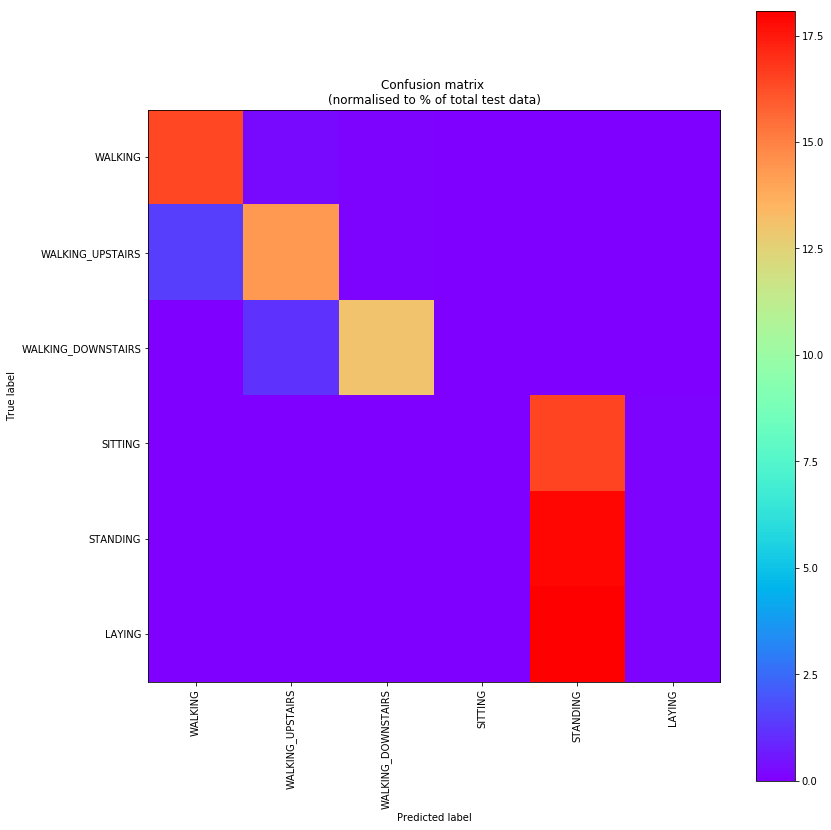 Confusion matrix
(normalised to % of total test data)
WALKING
WALKING_UPSTAIRS
WALKING_DOWNSTAIRS
SITTING
STANDING
LAYING
True label
WALKING
WALKING_UPSTAIRS
WALKING_DOWNSTAIRS
SITTING
STANDING
LAYING
Predicted label
17.5
15.0
12.5
10.0
7.5
5.0
2.5
0.0